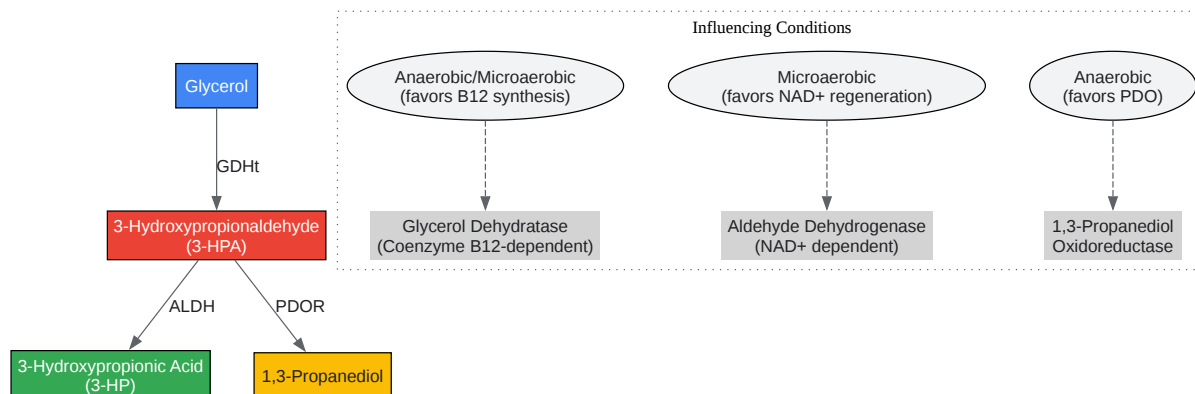 Influencing Conditions
Glycerol
Anaerobic/Microaerobic
(favors B12 synthesis)
Microaerobic
(favors NAD+ regeneration)
Anaerobic
(favors PDO)
GDHt
3-Hydroxypropionaldehyde
(3-HPA)
Glycerol Dehydratase
(Coenzyme B12-dependent)
Aldehyde Dehydrogenase
(NAD+ dependent)
1,3-Propanediol
Oxidoreductase
ALDH
PDOR
3-Hydroxypropionic Acid
(3-HP)
1,3-Propanediol